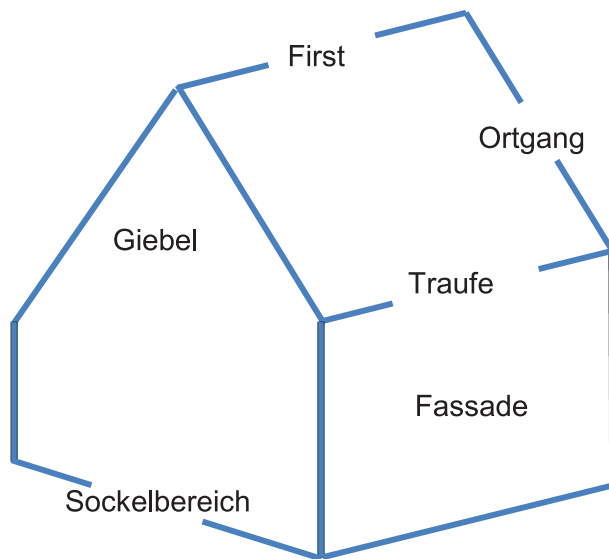 First
Ortgang
Giebel
Traufe
Fassade
Sockelbereich